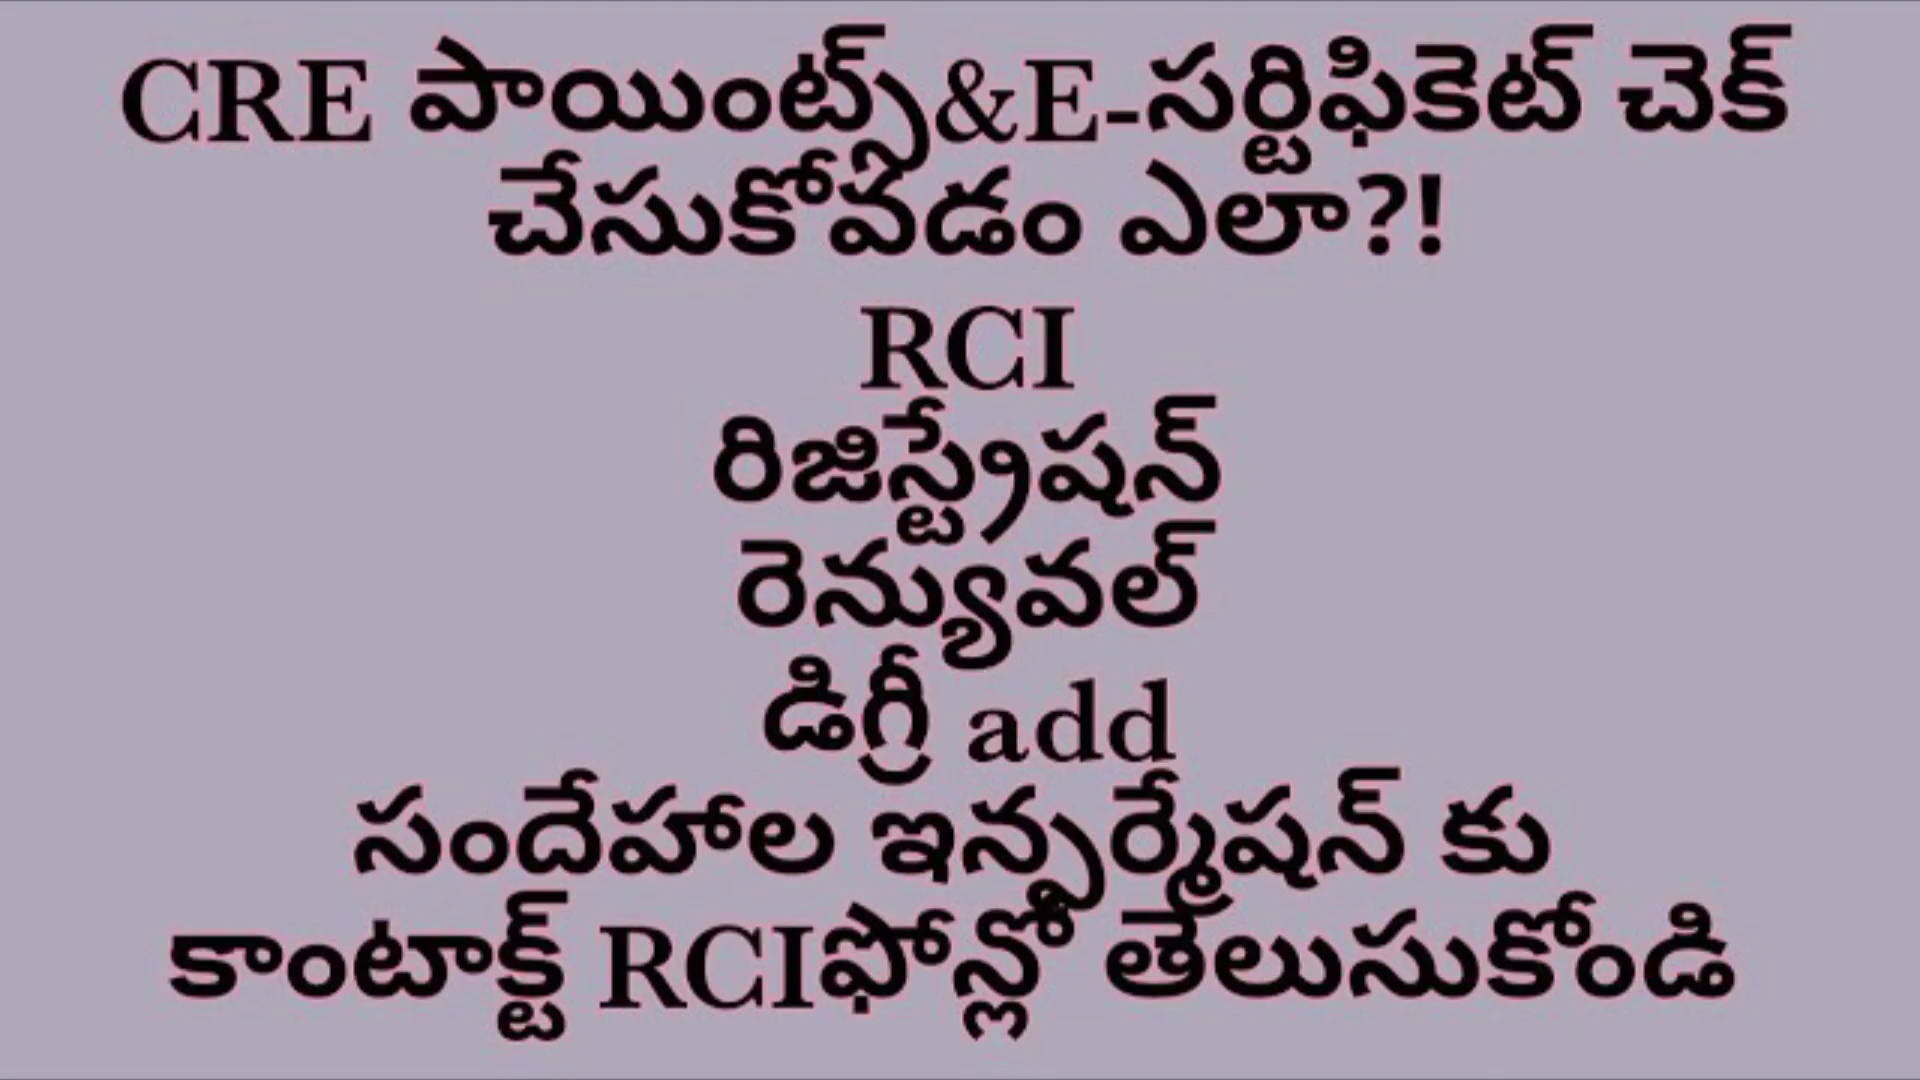 CRE పాయింట్స్&E-సర్టిఫికెట్ చెక్
చేసుకోవడం ఎలా?!
RCI
రిజిస్ట్రేషన్
రెన్యువల్
డిగ్రీ add
సందేహాల ఇన్ఫర్మేషన్ కు
కాంటాక్ట్ RCIఫోన్లో తెలుసుకోండి